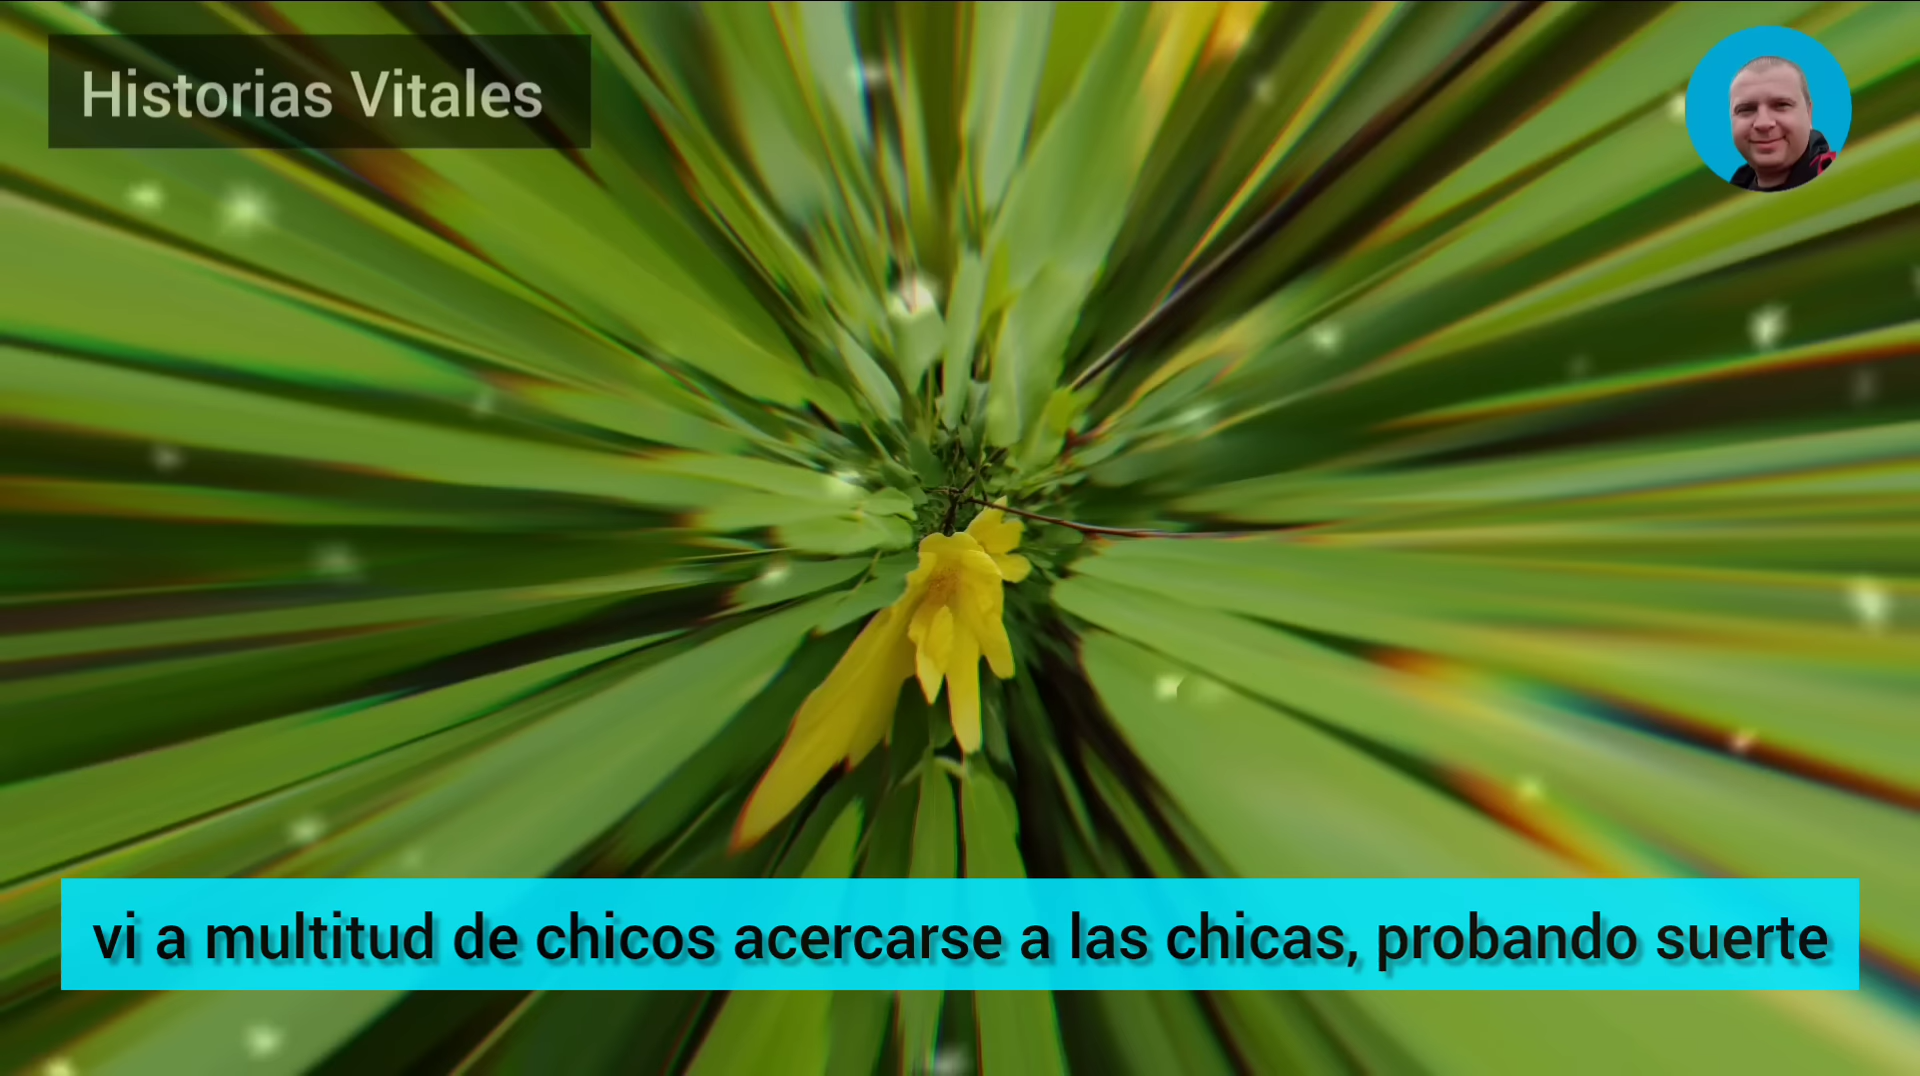 Historias Vitales
vi a multitud de chicos acercarse a las chicas, probando suerte